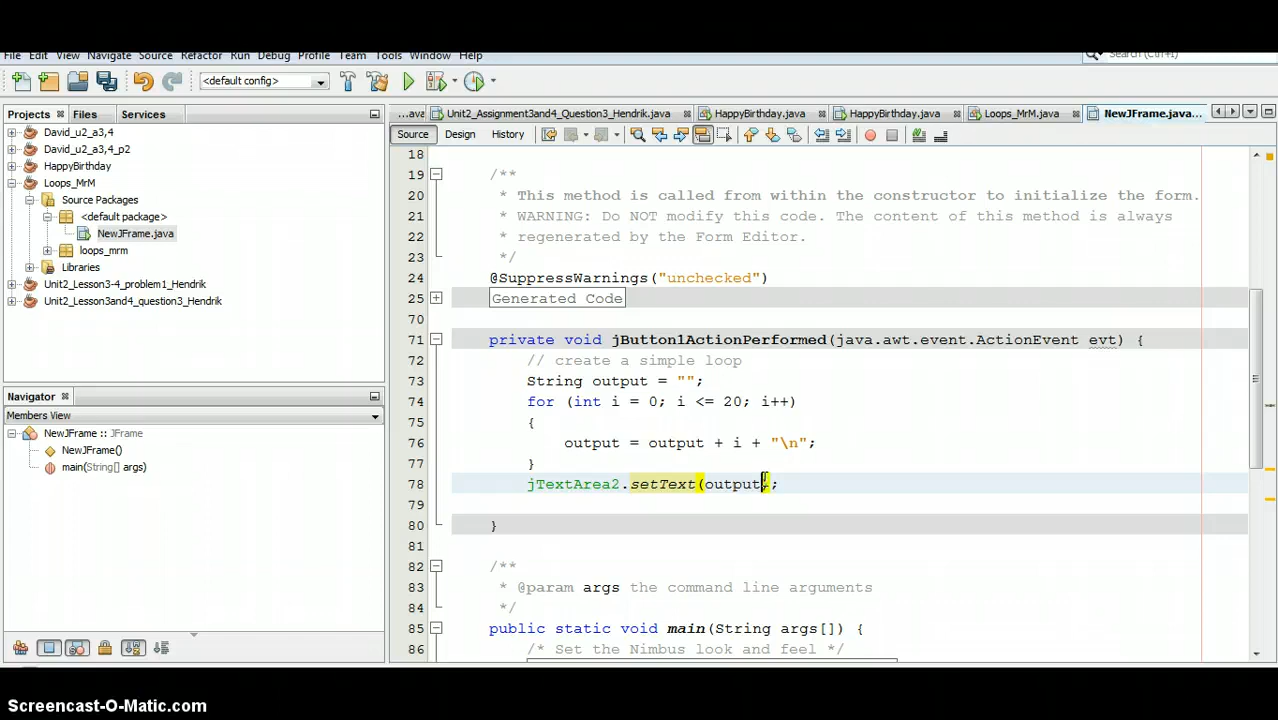 File Edit View Navigate Source Refactor Run Debug Profile Team Tools Window Help
Search (Ctrl+I)
<default config>
Projects Files Services
...ava Unit2_Assignment3and4_Question3_Hendrik.java HappyBirthday.java HappyBirthday.java Loops_MrM.java NewJFrame.java...
Source Design History
David_u2_a3,4
David_u2_a3,4_p2
HappyBirthday
Loops_MrM
Source Packages
<default package>
NewJFrame.java
loops_mrm
Libraries
Unit2_Lesson3-4_problem1_Hendrik
Unit2_Lesson3and4_question3_Hendrik
Navigator
Members View
NewJFrame :: JFrame
NewJFrame()
main(String[] args)
18
19 /**
20 * This method is called from within the constructor to initialize the form.
21 * WARNING: Do NOT modify this code. The content of this method is always
22 * regenerated by the Form Editor.
23 */
24 @SuppressWarnings("unchecked")
25 Generated Code
70
71 private void jButton1ActionPerformed(java.awt.event.ActionEvent evt) {
72 // create a simple loop
73 String output = "";
74 for (int i = 0; i <= 20; i++)
75 {
76 output = output + i + "\n";
77 }
78 jTextArea2.setText(output);
79
80 }
81
82 /**
83 * @param args the command line arguments
84 */
85 public static void main(String args[]) {
86 /* Set the Nimbus look and feel */
Screencast-O-Matic.com